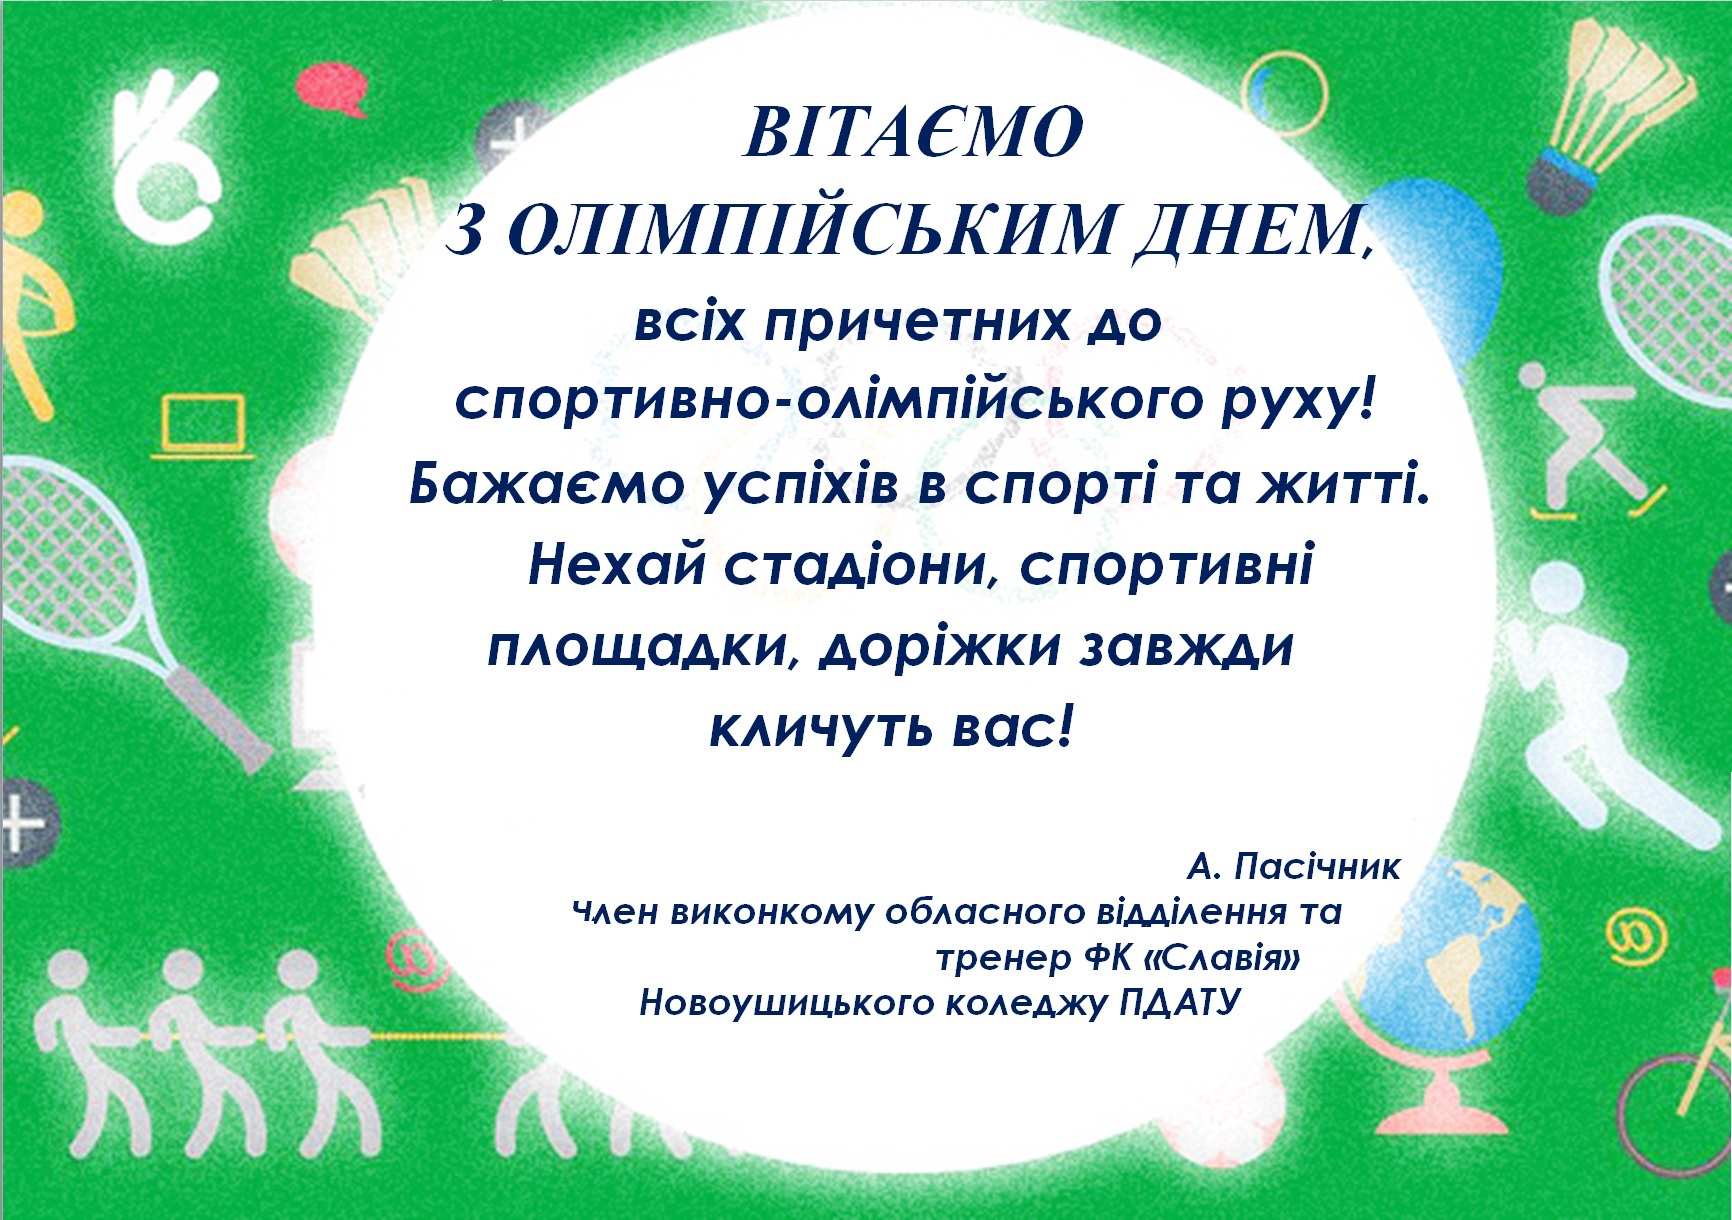 ВІТАЄМО
З ОЛІМПІЙСЬКИМ ДНЕМ,
всіх причетних до
спортивно-олімпійського руху!
Бажаємо успіхів в спорті та житті.
Нехай стадіони, спортивні
площадки, доріжки завжди
кличуть вас!
А. Пасічник
Член виконкому обласного відділення та
тренер ФК «Славія»
Новоушицького коледжу ПДАТУ